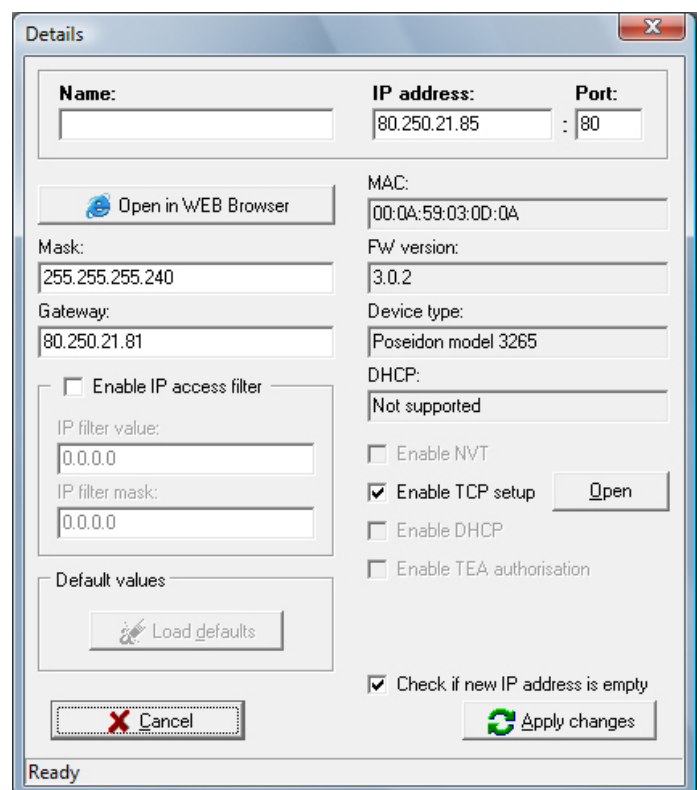 Details
x
Name:
IP address:
Port:
80.250.21.85
:
80
Open in WEB Browser
MAC:
00:0A:59:03:0D:0A
Mask:
255.255.255.240
FW version:
3.0.2
Gateway:
80.250.21.81
Device type:
Poseidon model 3265
DHCP:
Not supported
Enable IP access filter
IP filter value:
0.0.0.0
IP filter mask:
0.0.0.0
Enable NVT
Enable TCP setup
Open
Enable DHCP
Enable TEA authorisation
Default values
Load defaults
Check if new IP address is empty
Cancel
Apply changes
Ready